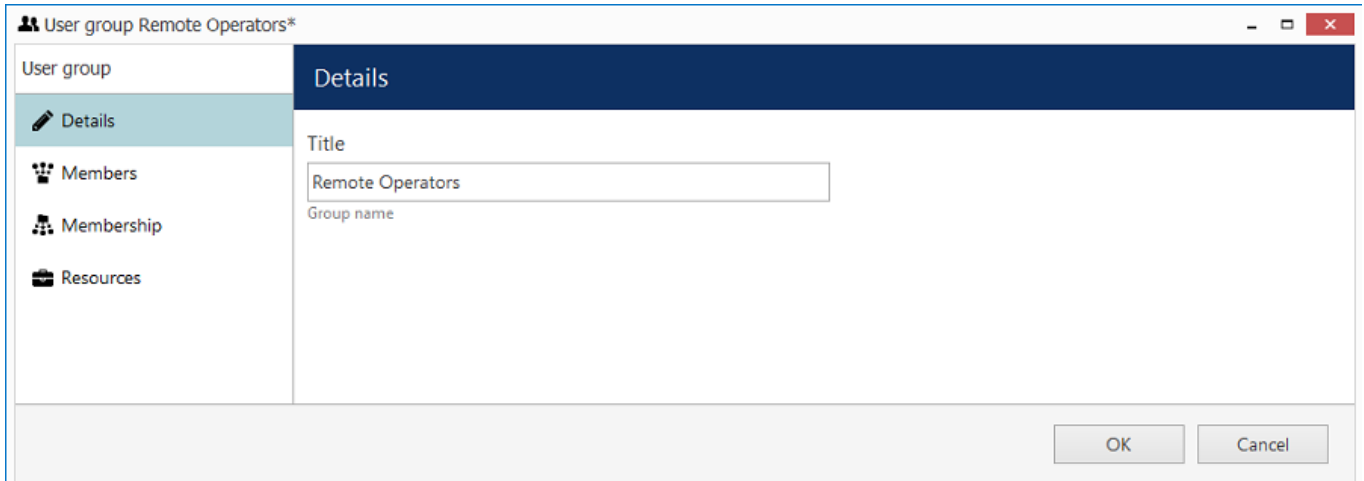 User group Remote Operators*
User group
Details
Members
Membership
Resources
Details
Title
Remote Operators
Group name
OK
Cancel